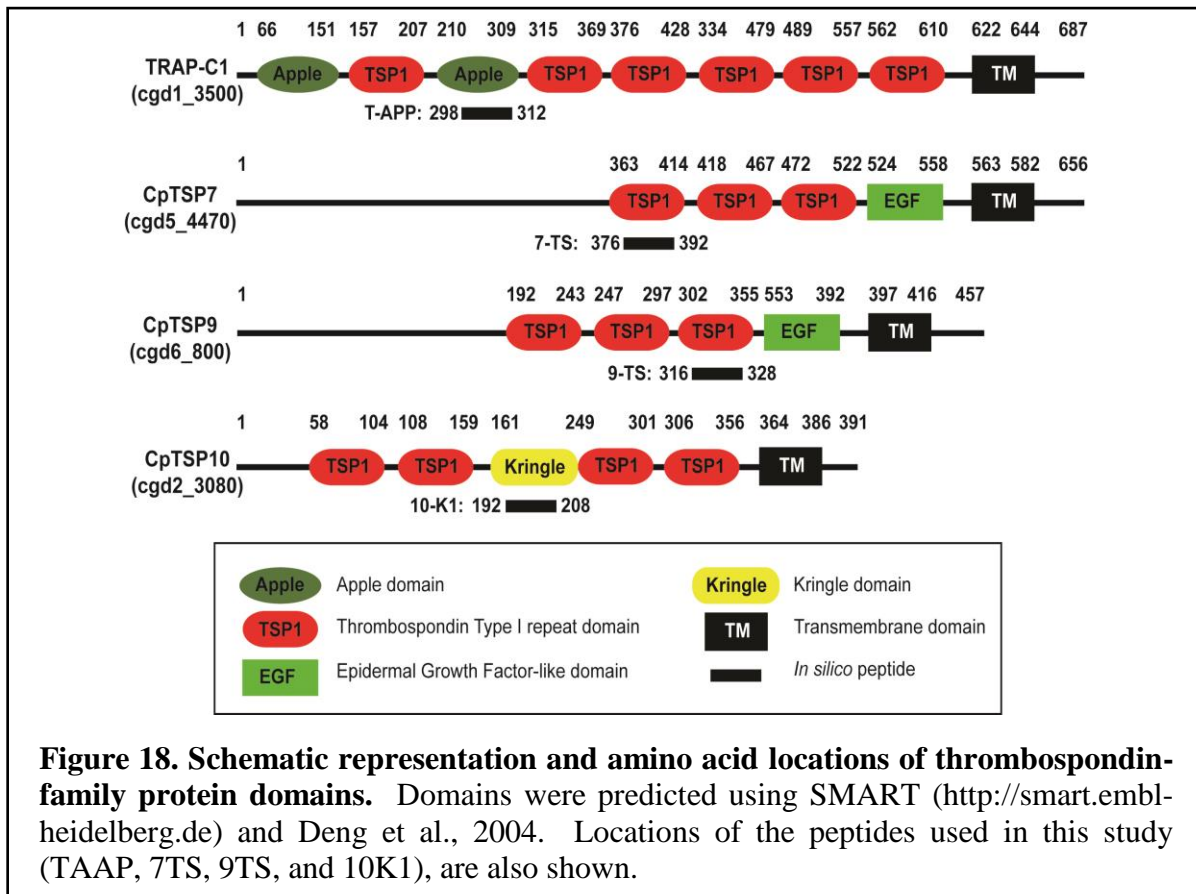 1 66 151 157 207 210 309 315 369 376 428 334 479 489 557 562 610 622 644 687
TRAP-C1 Apple TSP1 Apple TSP1 TSP1 TSP1 TSP1 TSP1 TM
(cgd1_3500)
T-APP: 298 312
1 363 414 418 467 472 522 524 558 563 582 656
CpTSP7 TSP1 TSP1 TSP1 EGF TM
(cgd5_4470)
7-TS: 376 392
1 192 243 247 297 302 355 553 392 397 416 457
CpTSP9 TSP1 TSP1 TSP1 EGF TM
(cgd6_800)
9-TS: 316 328
1 58 104 108 159 161 249 301 306 356 364 386 391
CpTSP10 TSP1 TSP1 Kringle TSP1 TSP1 TM
(cgd2_3080)
10-K1: 192 208
Apple Apple domain Kringle Kringle domain
TSP1 Thrombospondin Type I repeat domain TM Transmembrane domain
EGF Epidermal Growth Factor-like domain In silico peptide
Figure 18. Schematic representation and amino acid locations of thrombospondin-
family protein domains. Domains were predicted using SMART (http://smart.embl-
heidelberg.de) and Deng et al., 2004. Locations of the peptides used in this study
(TAAP, 7TS, 9TS, and 10K1), are also shown.